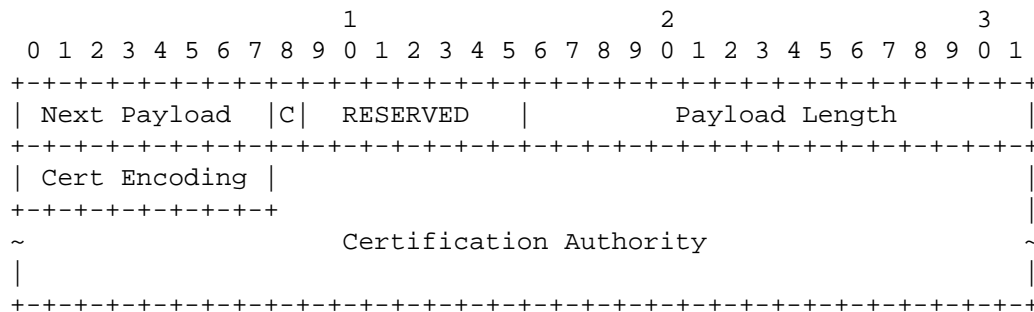 1                   2                   3
 0 1 2 3 4 5 6 7 8 9 0 1 2 3 4 5 6 7 8 9 0 1 2 3 4 5 6 7 8 9 0 1
+-+-+-+-+-+-+-+-+-+-+-+-+-+-+-+-+-+-+-+-+-+-+-+-+-+-+-+-+-+-+-+-+
| Next Payload  |C|  RESERVED   |         Payload Length        |
+-+-+-+-+-+-+-+-+-+-+-+-+-+-+-+-+-+-+-+-+-+-+-+-+-+-+-+-+-+-+-+-+
| Cert Encoding |                                               |
+-+-+-+-+-+-+-+-+                                               |
~                    Certification Authority                    ~
|                                                               |
+-+-+-+-+-+-+-+-+-+-+-+-+-+-+-+-+-+-+-+-+-+-+-+-+-+-+-+-+-+-+-+-+